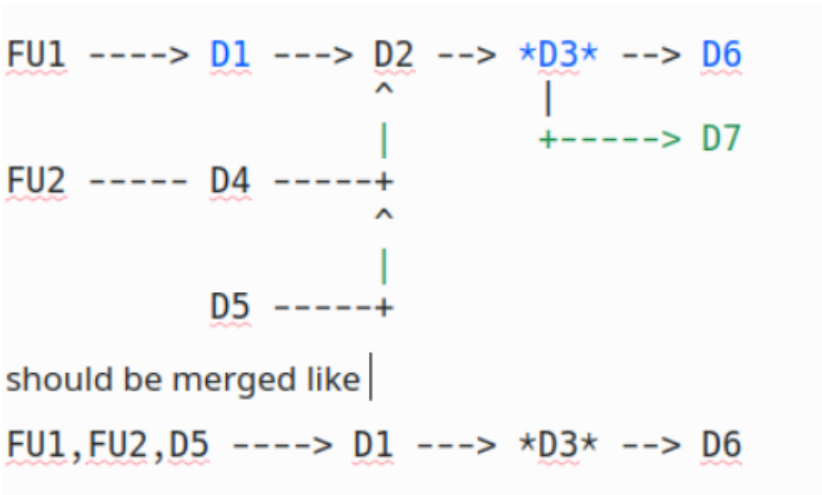 FU1 ----> D1 ---> D2 --> *D3* --> D6
                  ^       |
                  |       +-----> D7
FU2 ----- D4 -----+
                  ^
                  |
          D5 -----+
should be merged like
FU1,FU2,D5 ----> D1 ---> *D3* --> D6